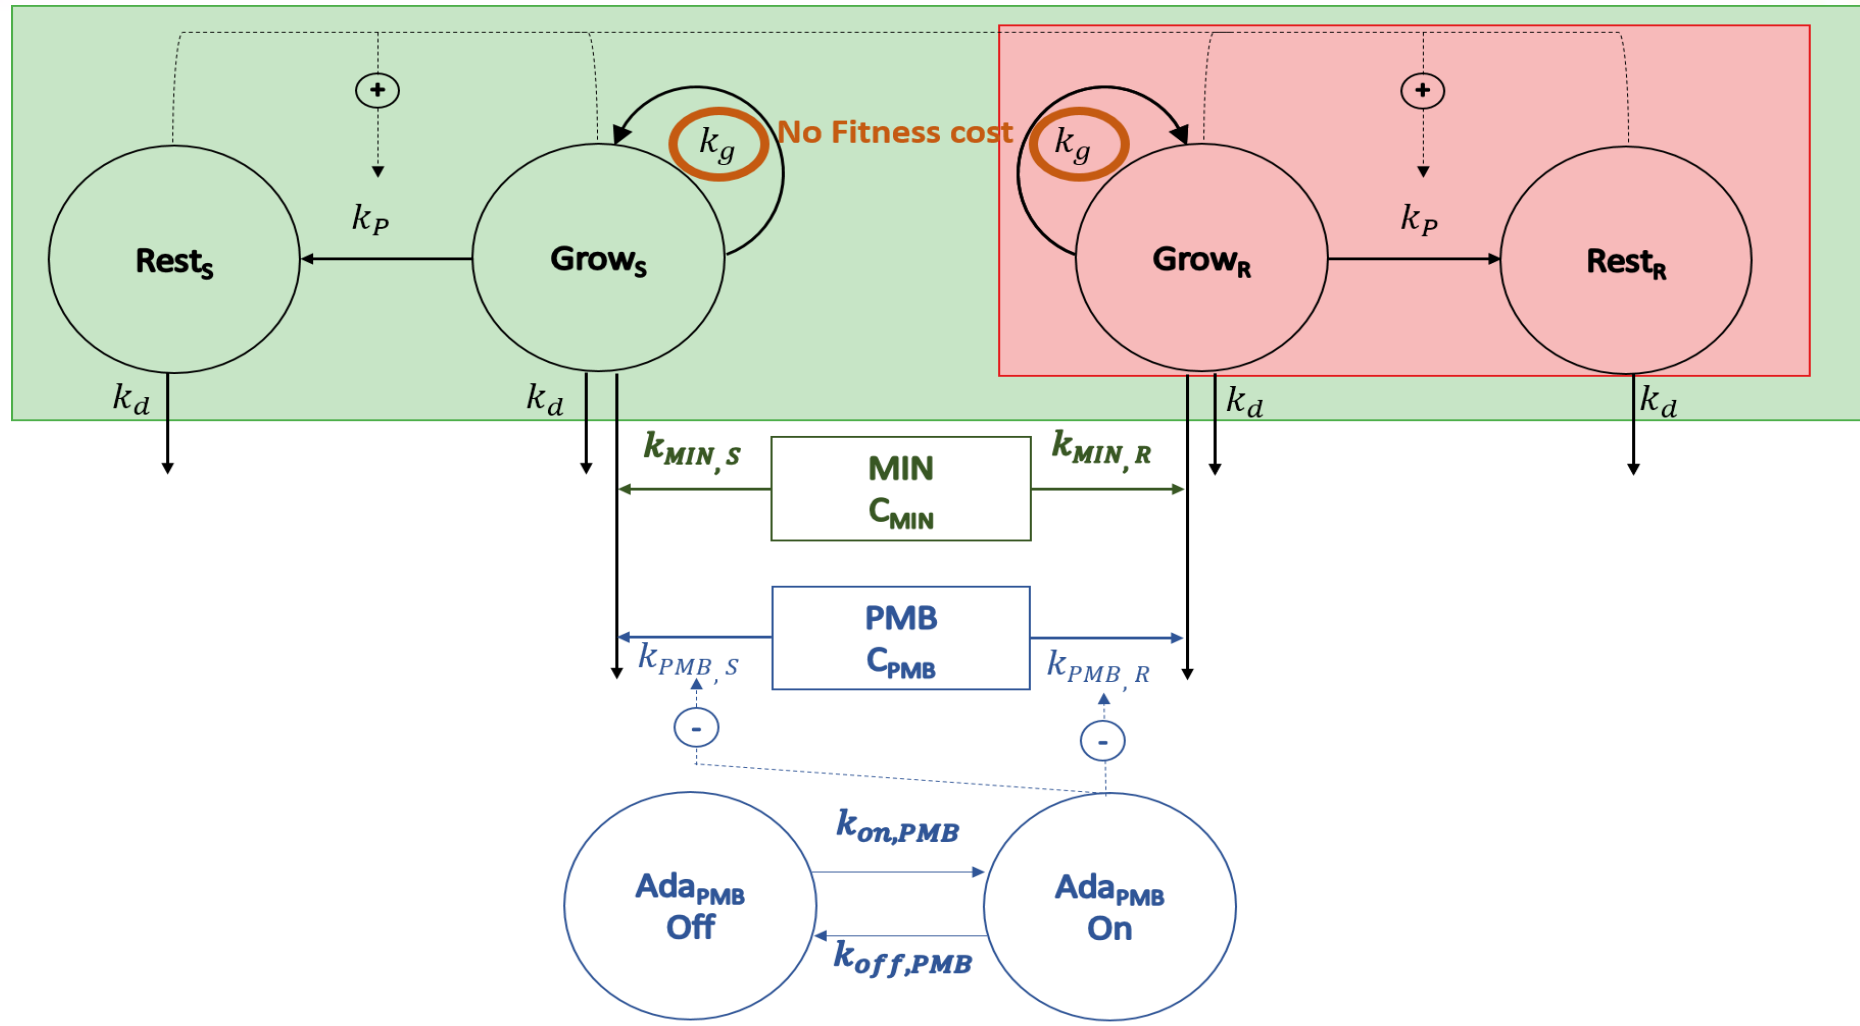 +
+
k_g
No Fitness cost
k_g
k_P
k_P
Rest_S
Grow_S
Grow_R
Rest_R
k_d
k_d
k_d
k_d
k_MIN, S
MIN
C_MIN
k_MIN, R
PMB
C_PMB
k_PMB, S
k_PMB, R
-
-
k_on,PMB
Ada_PMB
Off
Ada_PMB
On
k_off,PMB